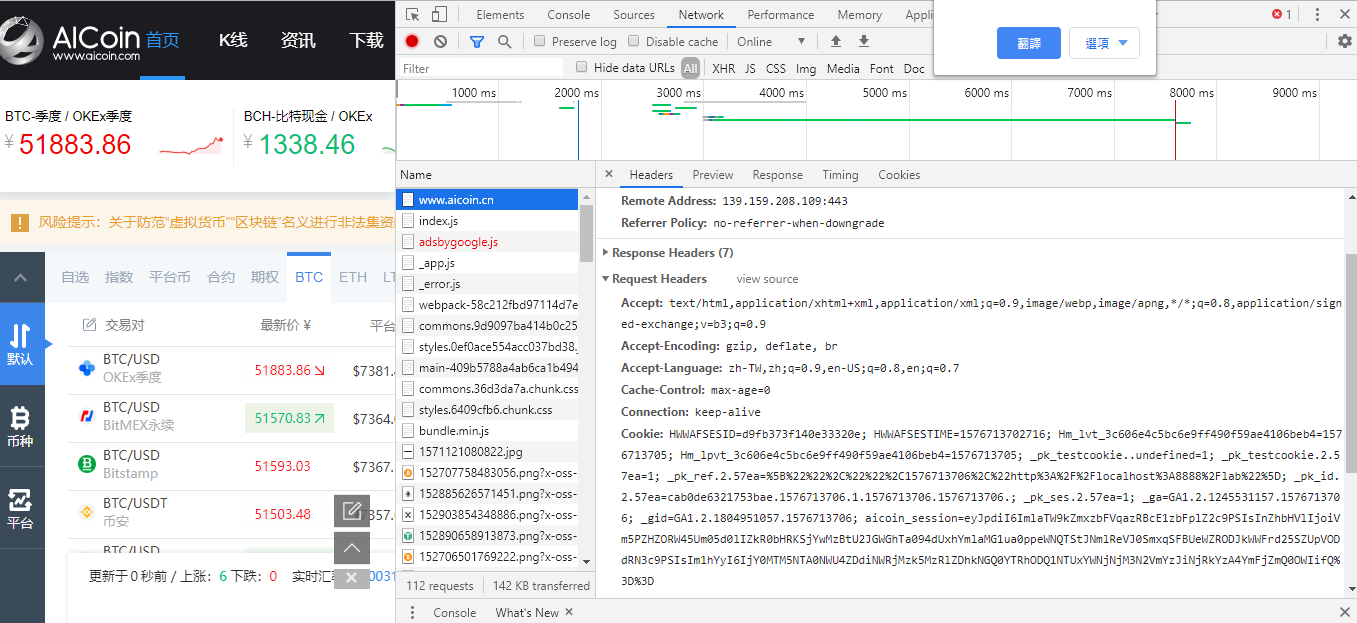 AICoin
www.aicoin.com
首页
K线
资讯
下载
BTC-季度 / OKEx季度
¥ 51883.86
BCH-比特现金 / OKEx
¥ 1338.46
风险提示：关于防范“虚拟货币”“区块链”名义进行非法集资
默认
币种
平台
自选 指数 平台币 合约 期权 BTC ETH LT
交易对 最新价 ¥ 平台
BTC/USD 51883.86 $7381.
OKEx季度
BTC/USD 51570.83 $7364.
BitMEX永续
BTC/USD 51593.03 $7367.
Bitstamp
BTC/USDT 51503.48 $7357.
币安
BTC/USD
更新于 0 秒前 / 上涨：6 下跌：0 实时汇率 0031
Elements Console Sources Network Performance Memory Appli
1
翻譯
選項
Preserve log Disable cache Online
Filter Hide data URLs All XHR JS CSS Img Media Font Doc
1000 ms 2000 ms 3000 ms 4000 ms 5000 ms 6000 ms 7000 ms 8000 ms 9000 ms
Name
www.aicoin.cn
index.js
adsbygoogle.js
_app.js
_error.js
webpack-58c212fbd97114d7e
commons.9d9097ba414b0c25
styles.0ef0ace554acc037bd38.
main-409b5788a4ab6ca1b494
commons.36d3da7a.chunk.css
styles.6409cfb6.chunk.css
bundle.min.js
1571121080822.jpg
152707758483056.png?x-oss-
152885626571451.png?x-oss-
152903854348886.png?x-oss-
152890658913873.png?x-oss-
152706501769222.png?x-oss-
112 requests 142 KB transferred
Headers Preview Response Timing Cookies
Remote Address: 139.159.208.109:443
Referrer Policy: no-referrer-when-downgrade
Response Headers (7)
Request Headers view source
Accept: text/html,application/xhtml+xml,application/xml;q=0.9,image/webp,image/apng,*/*;q=0.8,application/sign
ed-exchange;v=b3;q=0.9
Accept-Encoding: gzip, deflate, br
Accept-Language: zh-TW,zh;q=0.9,en-US;q=0.8,en;q=0.7
Cache-Control: max-age=0
Connection: keep-alive
Cookie: HWWAFSESID=d9fb373f140e33320e; HWWAFSESTIME=1576713702716; Hm_lvt_3c606e4c5bc6e9ff490f59ae4106beb4=157
6713705; Hm_lpvt_3c606e4c5bc6e9ff490f59ae4106beb4=1576713705; _pk_testcookie..undefined=1; _pk_testcookie.2.5
7ea=1; _pk_ref.2.57ea=%5B%22%22%2C%22%22%2C1576713706%2C%22http%3A%2F%2Flocalhost%3A8888%2Flab%22%5D; _pk_id.
2.57ea=cab0de6321753bae.1576713706.1.1576713706.1576713706.; _pk_ses.2.57ea=1; _ga=GA1.2.1245531157.157671370
6; _gid=GA1.2.1804951057.1576713706; aicoin_session=eyJpdiI6ImlaTW9kZmxzbFVqazRBcE1zbFplZ2c9PSIsInZhbHVlIjoiV
m5PZHZORW45Um05d0lIZkR0bHRKSjYwMzBtU2JGWGhTa094dUxhYmlaMG1ua0ppeWNQTStJNmlReVJ0SmxqSFBUeWZRODJkWWFrd25SZUpVOD
dRN3c9PSIsIm1hYyI6IjY0MTM5NTA0NWU4ZDdiNWRjMzk5MzRlZDhkNGQ0YTRhODQ1NTUxYWNjNjM3N2VmYzJiNjRkYzA4YmFjZmQ0OWIifQ%
3D%3D
Console What's New